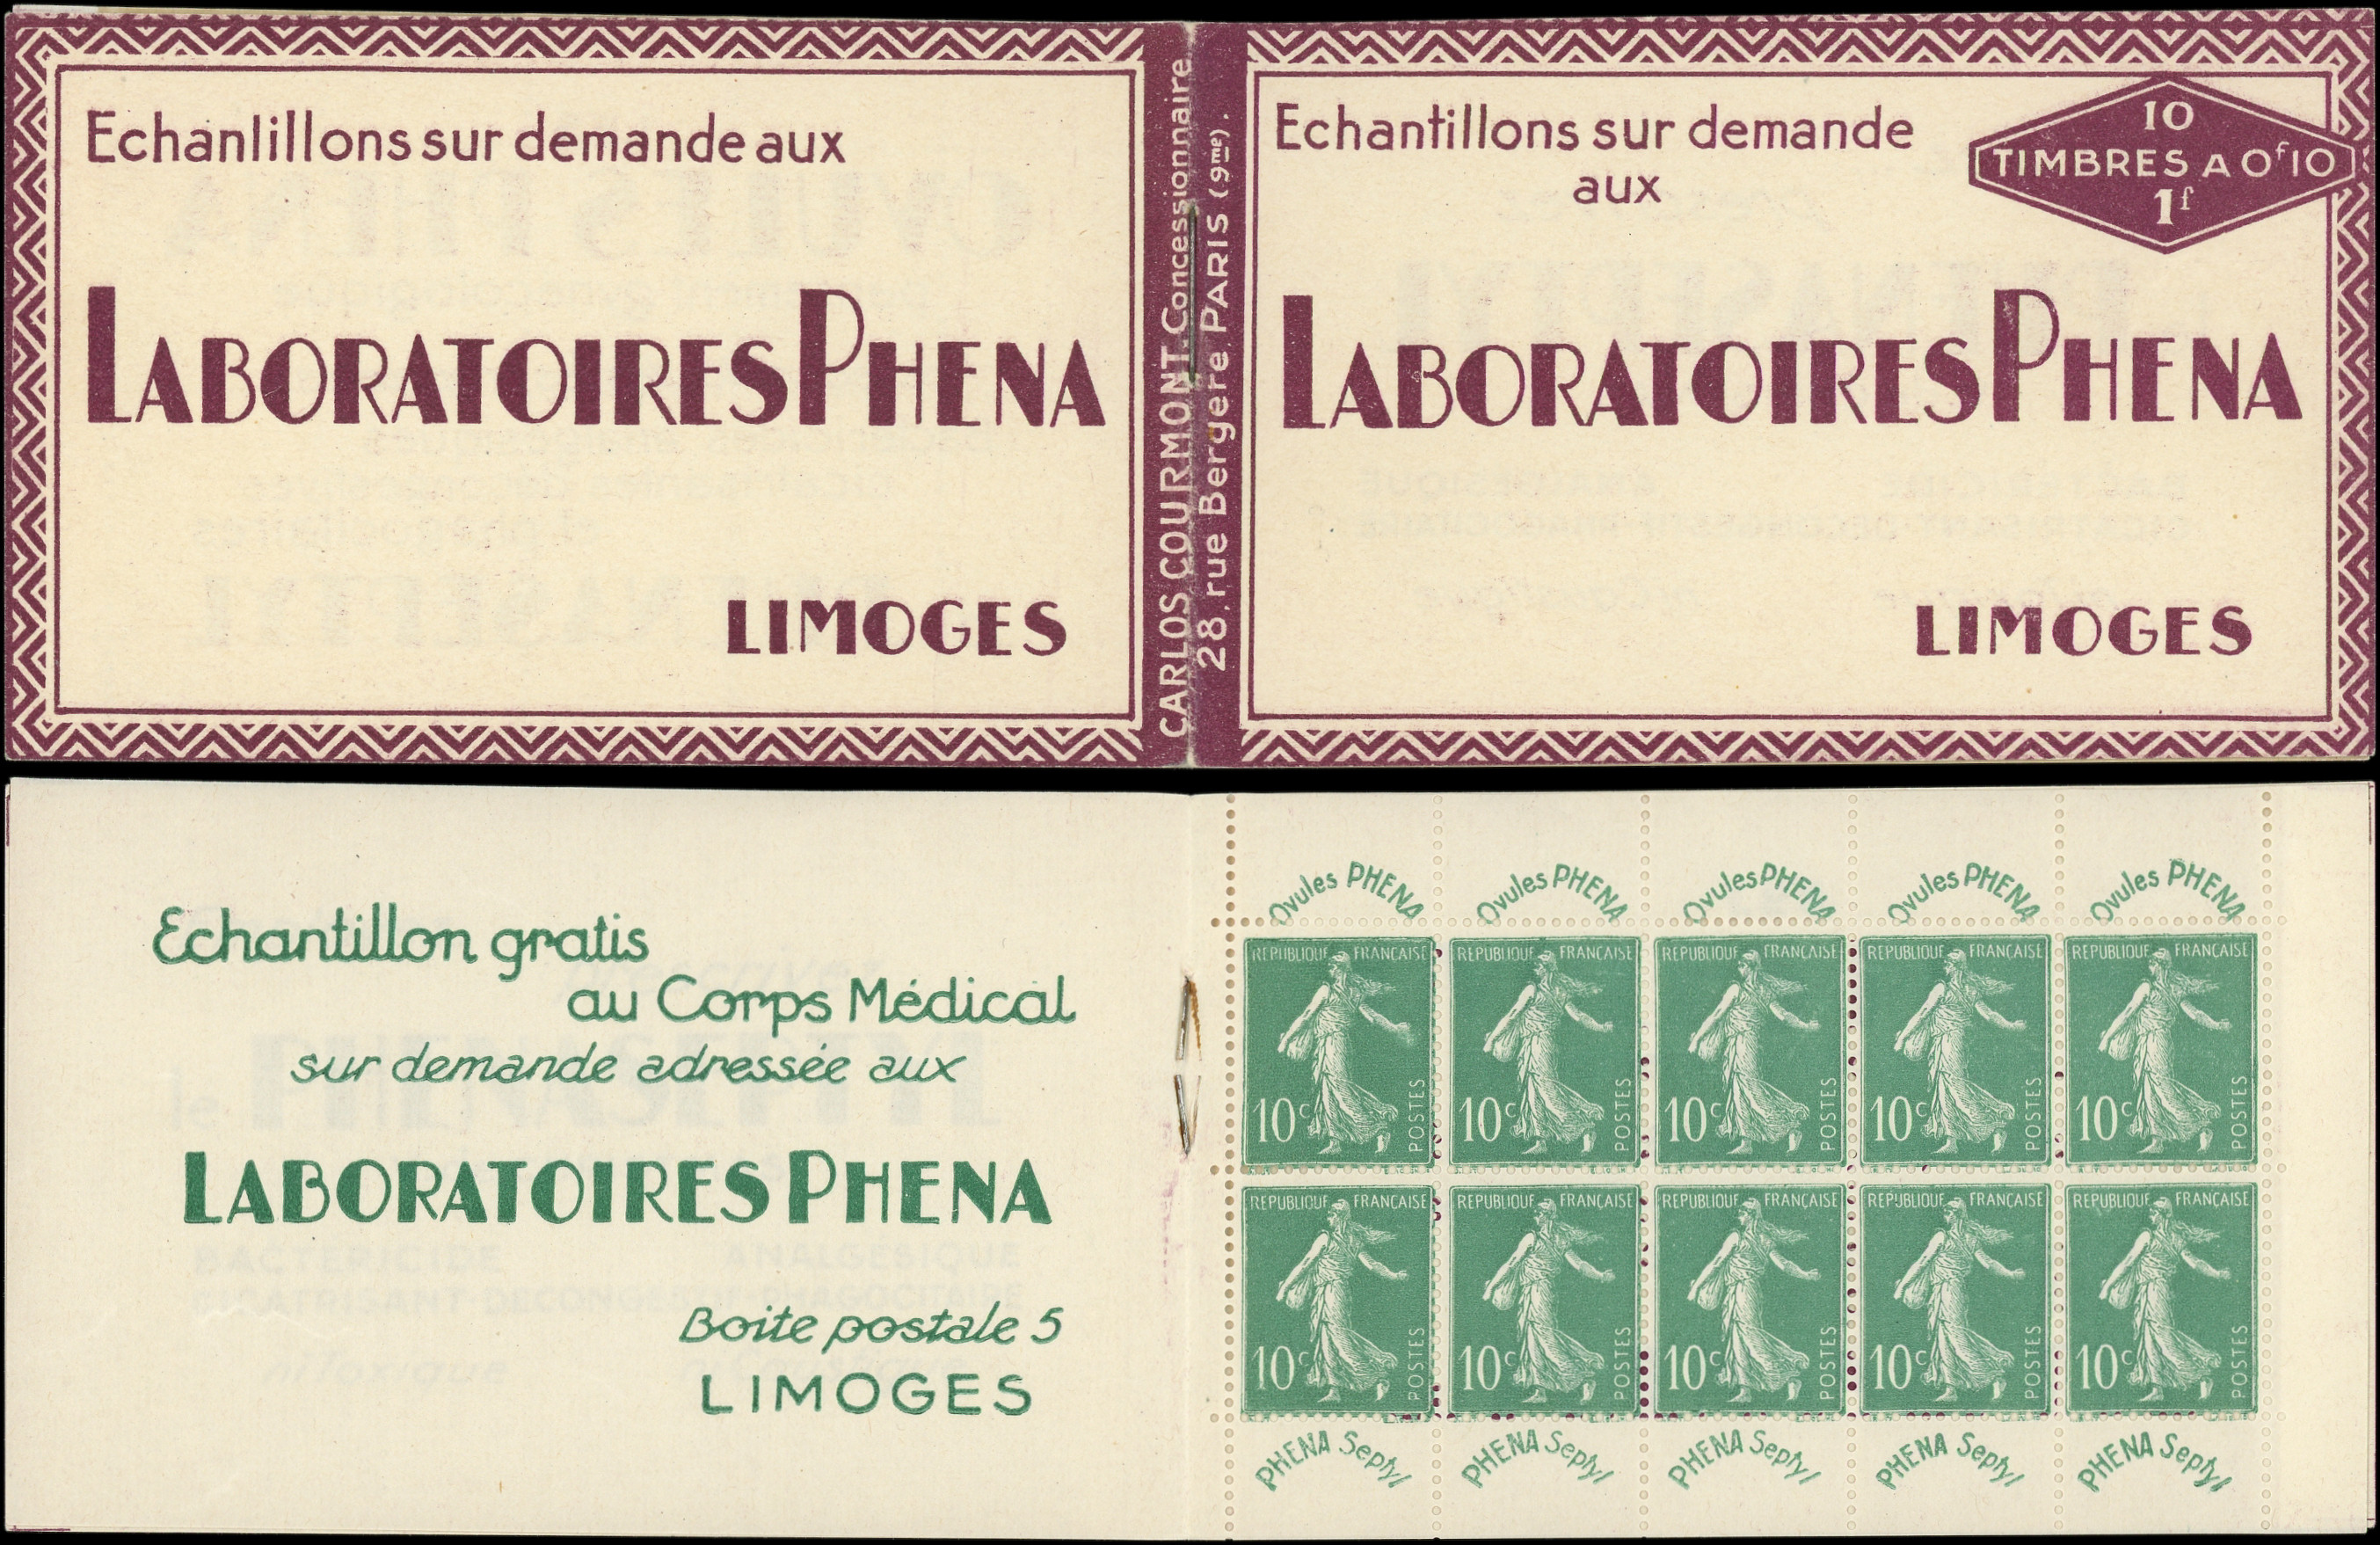 Echanlillons sur demande aux
LABORATOIRES PHENA
LIMOGES
CARLOS COURMONT. Concessionnaire
28. rue Bergère. PARIS (9me).
Echantillons sur demande
aux
10
TIMBRES A 0f10
1f
LABORATOIRES PHENA
LIMOGES
Echantillon gratis
au Corps Médical
sur demande adressée aux
LABORATOIRES PHENA
Boite postale 5
LIMOGES
Ovules PHENA Ovules PHENA Ovules PHENA Ovules PHENA Ovules PHENA
REPUBLIQUE FRANÇAISE REPUBLIQUE FRANÇAISE REPUBLIQUE FRANÇAISE REPUBLIQUE FRANÇAISE REPUBLIQUE FRANÇAISE
10c POSTES 10c POSTES 10c POSTES 10c POSTES 10c POSTES
REPUBLIQUE FRANÇAISE REPUBLIQUE FRANÇAISE REPUBLIQUE FRANÇAISE REPUBLIQUE FRANÇAISE REPUBLIQUE FRANÇAISE
10c POSTES 10c POSTES 10c POSTES 10c POSTES 10c POSTES
PHENA Septyl PHENA Septyl PHENA Septyl PHENA Septyl PHENA Septyl